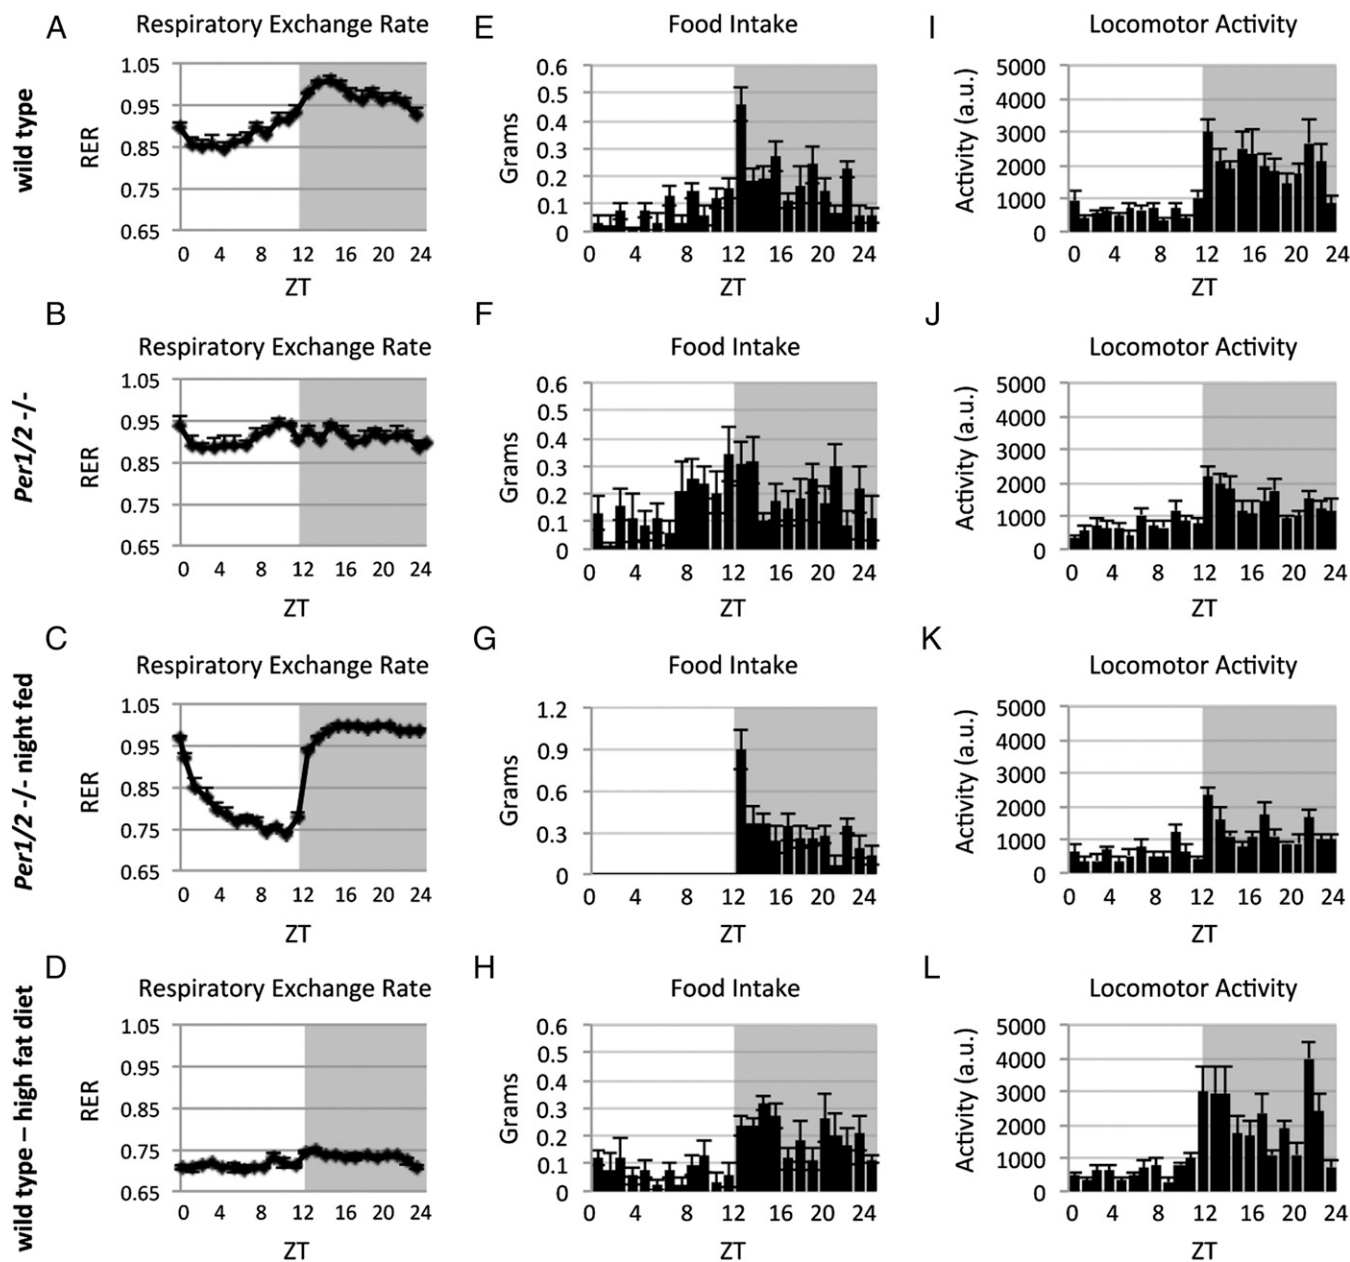 A Respiratory Exchange Rate E Food Intake I Locomotor Activity
wild type
RER
1.05
0.95
0.85
0.75
0.65
0 4 8 12 16 20 24
ZT
Grams
0.6
0.5
0.4
0.3
0.2
0.1
0
0 4 8 12 16 20 24
ZT
Activity (a.u.)
5000
4000
3000
2000
1000
0
0 4 8 12 16 20 24
ZT
B Respiratory Exchange Rate F Food Intake J Locomotor Activity
Per1/2 -/-
RER
1.05
0.95
0.85
0.75
0.65
0 4 8 12 16 20 24
ZT
Grams
0.6
0.5
0.4
0.3
0.2
0.1
0
0 4 8 12 16 20 24
ZT
Activity (a.u.)
5000
4000
3000
2000
1000
0
0 4 8 12 16 20 24
ZT
C Respiratory Exchange Rate G Food Intake K Locomotor Activity
Per1/2 -/- night fed
RER
1.05
0.95
0.85
0.75
0.65
0 4 8 12 16 20 24
ZT
Grams
1.2
0.9
0.6
0.3
0
0 4 8 12 16 20 24
ZT
Activity (a.u.)
5000
4000
3000
2000
1000
0
0 4 8 12 16 20 24
ZT
D Respiratory Exchange Rate H Food Intake L Locomotor Activity
wild type – high fat diet
RER
1.05
0.95
0.85
0.75
0.65
0 4 8 12 16 20 24
ZT
Grams
0.6
0.5
0.4
0.3
0.2
0.1
0
0 4 8 12 16 20 24
ZT
Activity (a.u.)
5000
4000
3000
2000
1000
0
0 4 8 12 16 20 24
ZT